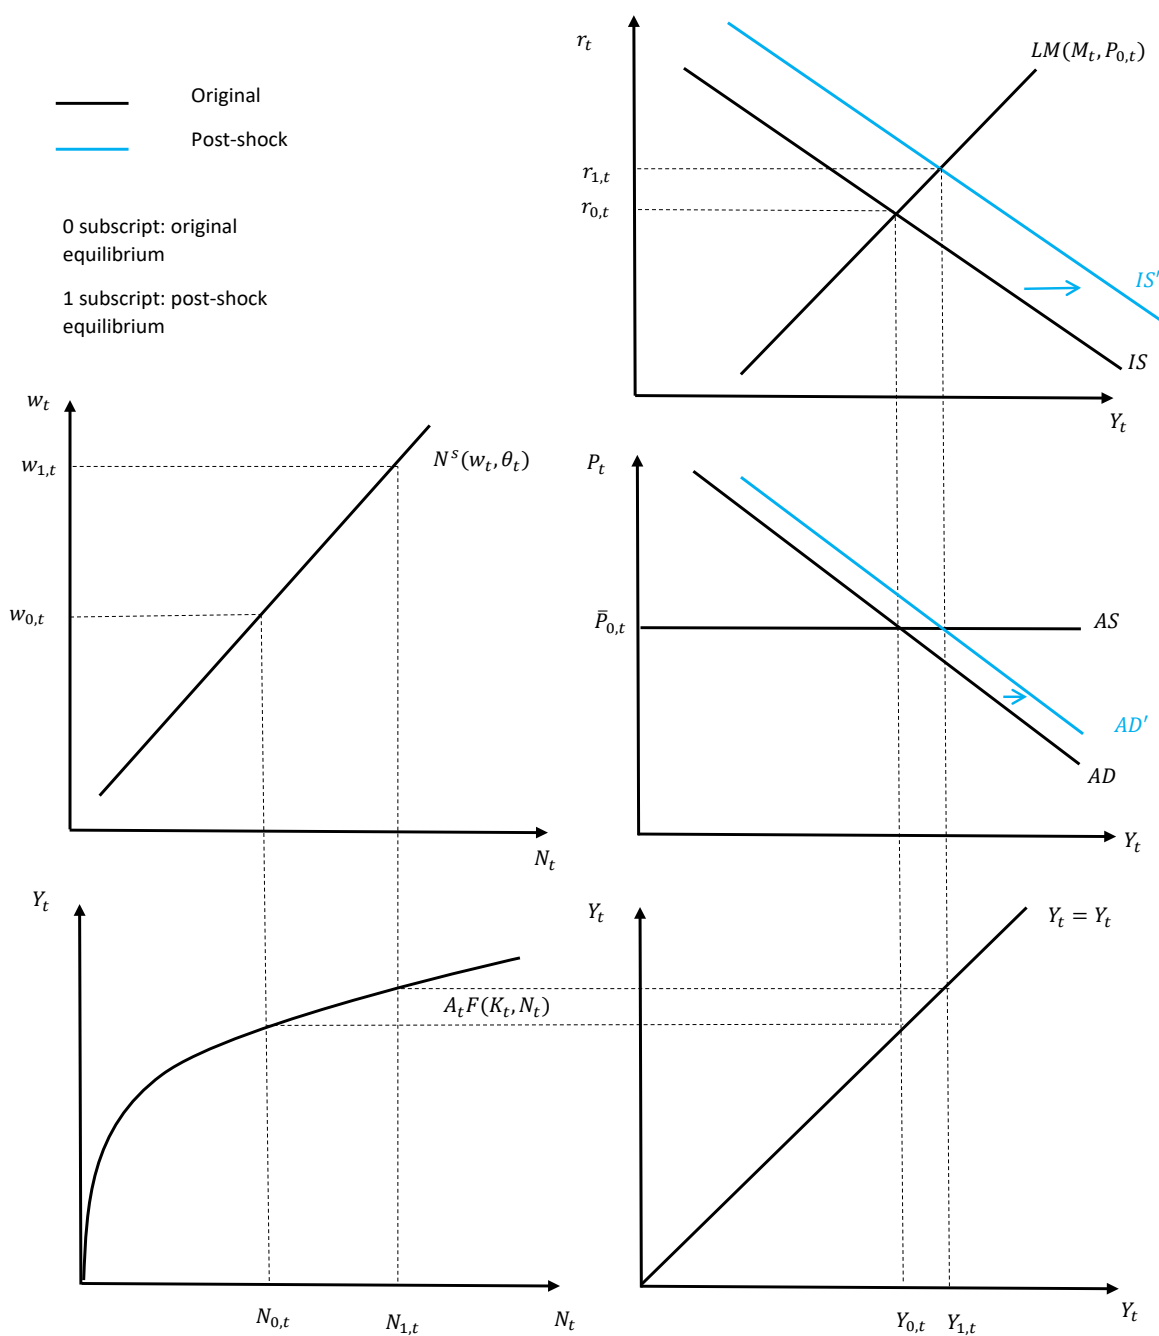 Original
Post-shock
0 subscript: original
equilibrium
1 subscript: post-shock
equilibrium
r_t
LM(M_t, P_{0,t})
r_{1,t}
r_{0,t}
IS′
IS
Y_t
w_t
w_{1,t}
N^s(w_t, θ_t)
w_{0,t}
N_t
P_t
P̅_{0,t}
AS
AD′
AD
Y_t
Y_t
A_tF(K_t, N_t)
N_{0,t}
N_{1,t}
N_t
Y_t
Y_t = Y_t
Y_{0,t}
Y_{1,t}
Y_t